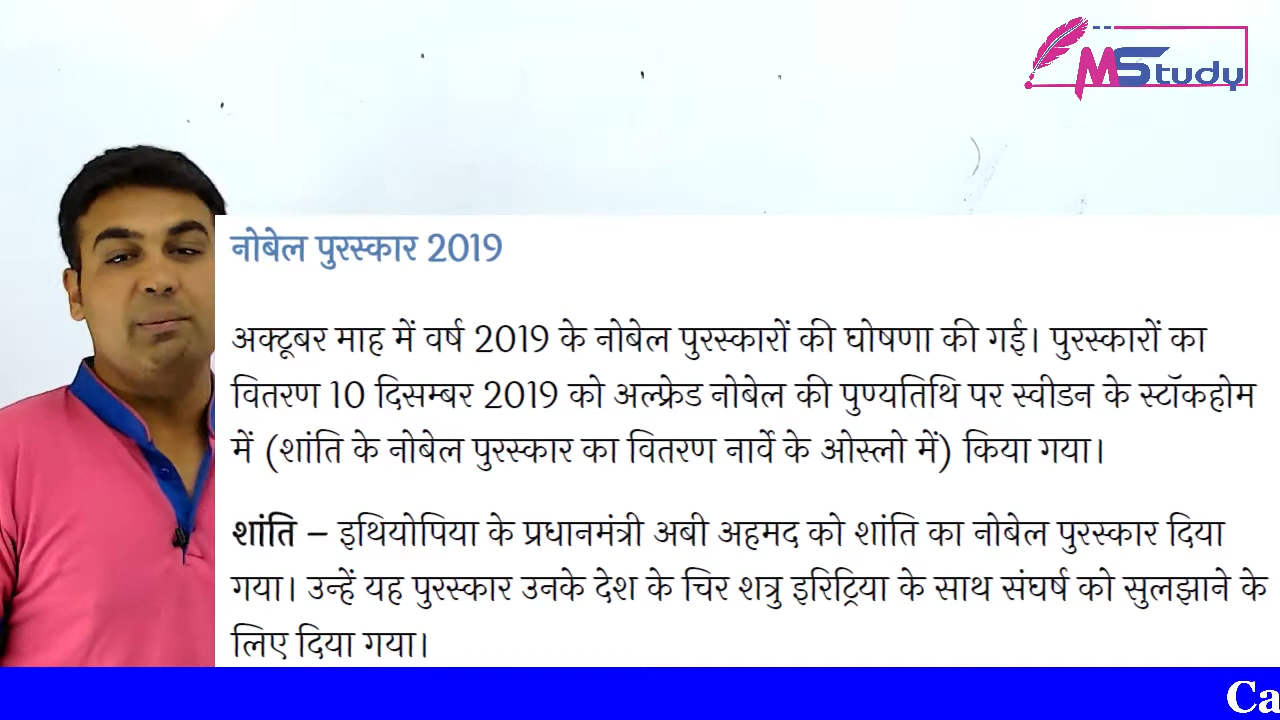 MStudy
नोबेल पुरस्कार 2019
अक्टूबर माह में वर्ष 2019 के नोबेल पुरस्कारों की घोषणा की गई। पुरस्कारों का
वितरण 10 दिसम्बर 2019 को अल्फ्रेड नोबेल की पुण्यतिथि पर स्वीडन के स्टॉकहोम
में (शांति के नोबेल पुरस्कार का वितरण नार्वे के ओस्लो में) किया गया।
शांति – इथियोपिया के प्रधानमंत्री अबी अहमद को शांति का नोबेल पुरस्कार दिया
गया। उन्हें यह पुरस्कार उनके देश के चिर शत्रु इरिट्रिया के साथ संघर्ष को सुलझाने के
लिए दिया गया।
Ca